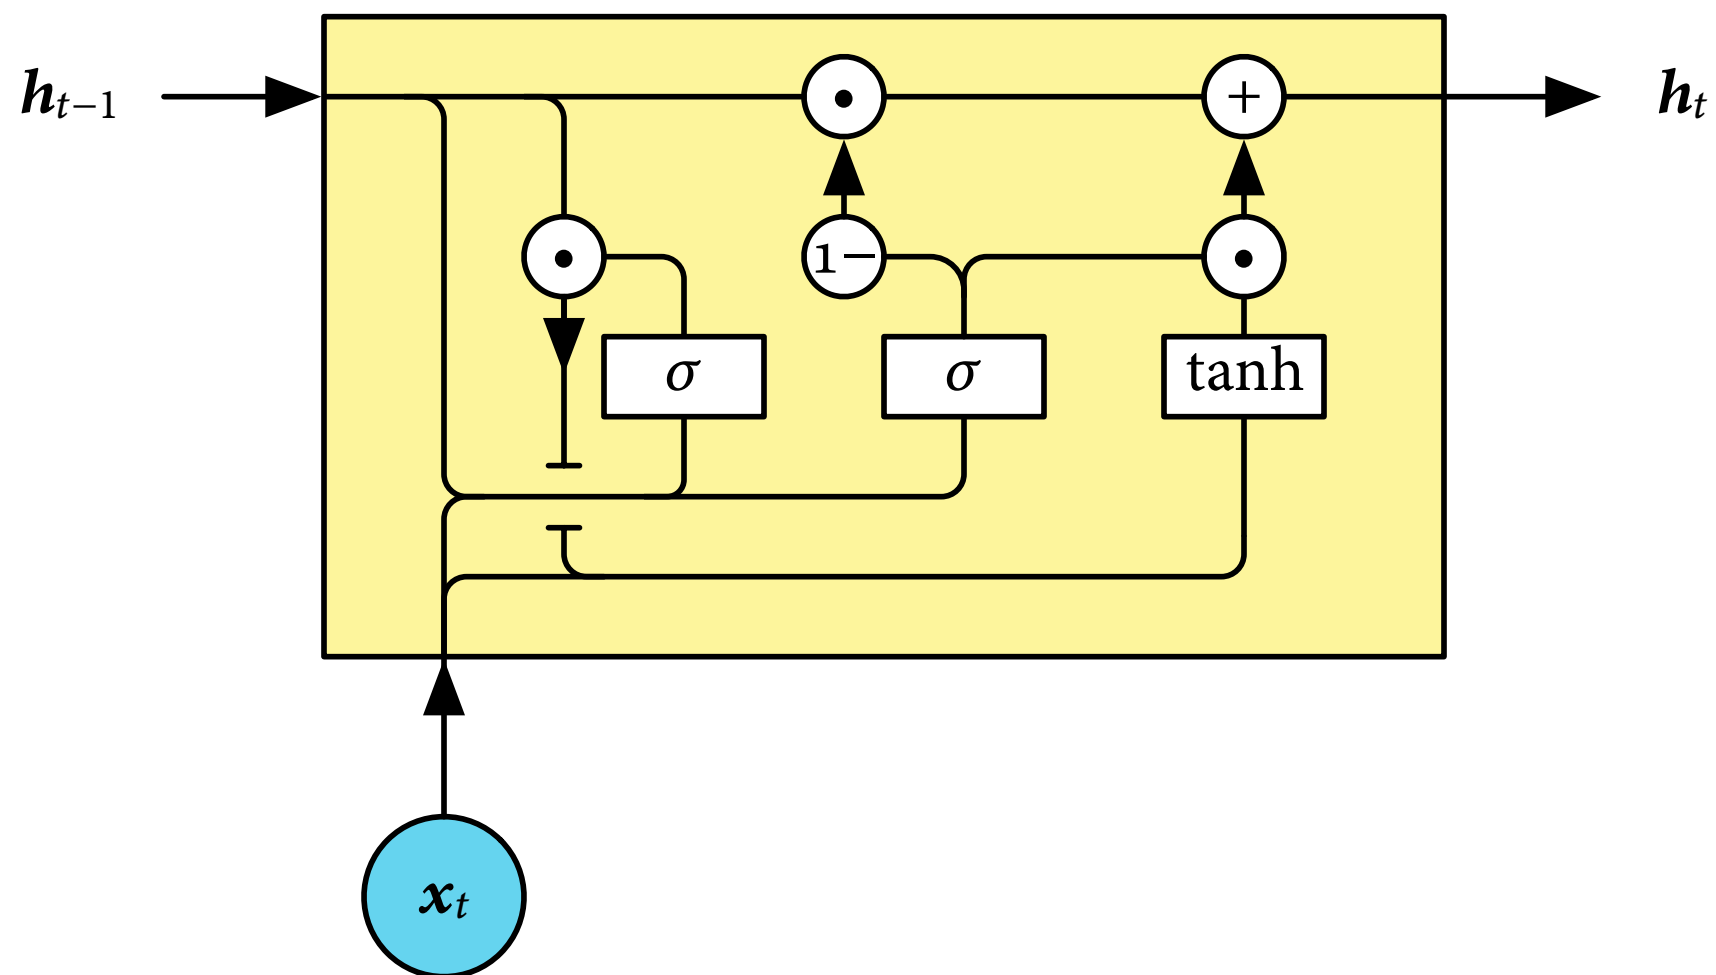 h_{t−1}
h_t
+
1−
σ
σ
tanh
x_t